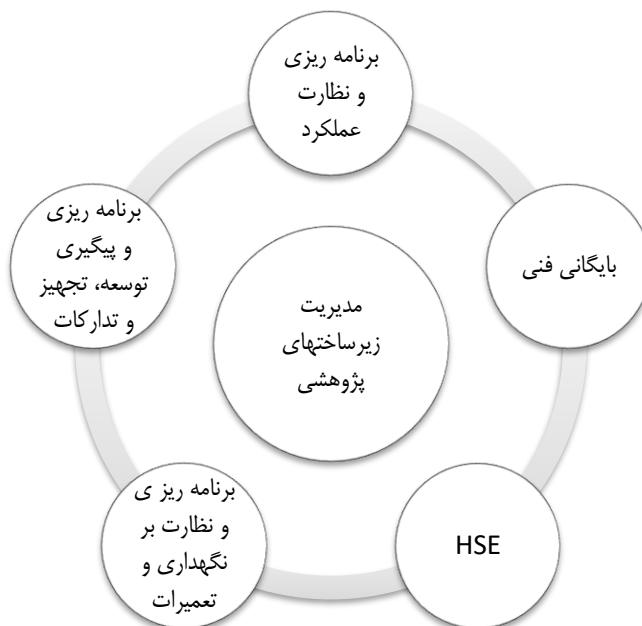 برنامه ریزی
و نظارت
عملکرد
بایگانی فنی
HSE
برنامه ریز ی
و نظارت بر
نگهداری و
تعمیرات
برنامه ریزی
و پیگیری
توسعه، تجهیز
و تدارکات
مدیریت
زیرساختهای
پژوهشی